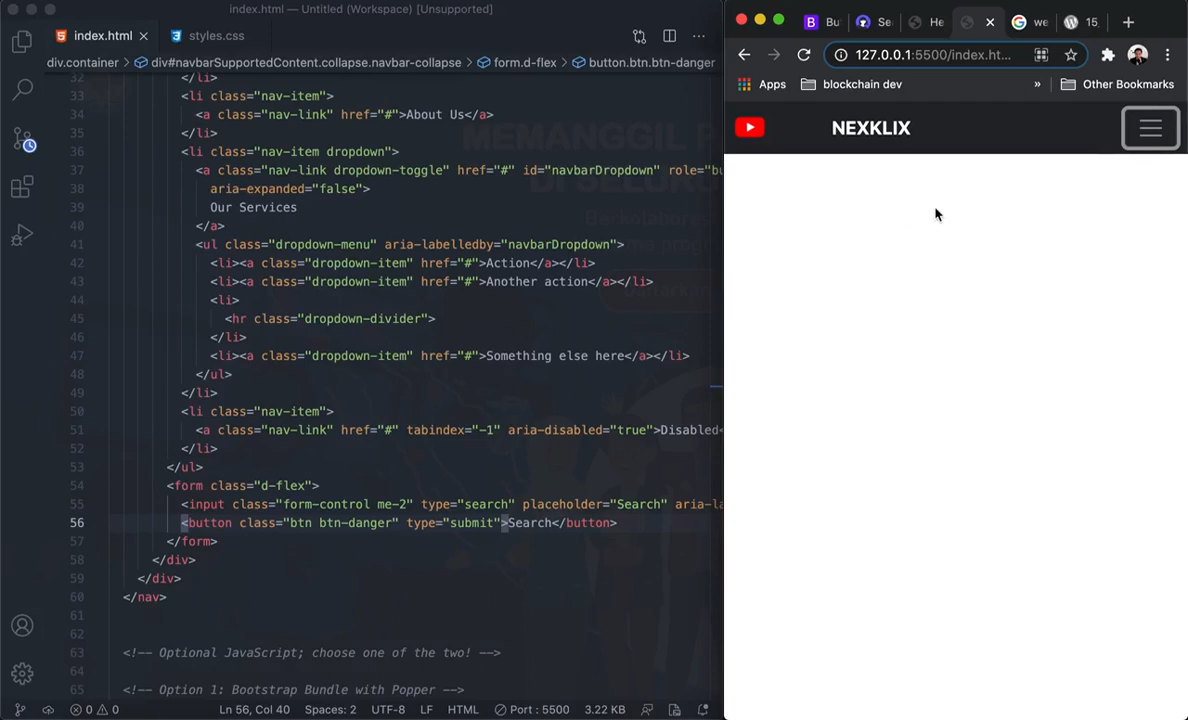 index.html — Untitled (Workspace) [Unsupported]
index.html
styles.css
div.container
div#navbarSupportedContent.collapse.navbar-collapse
form.d-flex
button.btn.btn-danger
32 </li>
33 <li class="nav-item">
34 <a class="nav-link" href="#">About Us</a>
35 </li>
36 <li class="nav-item dropdown">
37 <a class="nav-link dropdown-toggle" href="#" id="navbarDropdown" role="bu
38 aria-expanded="false">
39 Our Services
40 </a>
41 <ul class="dropdown-menu" aria-labelledby="navbarDropdown">
42 <li><a class="dropdown-item" href="#">Action</a></li>
43 <li><a class="dropdown-item" href="#">Another action</a></li>
44 <li>
45 <hr class="dropdown-divider">
46 </li>
47 <li><a class="dropdown-item" href="#">Something else here</a></li>
48 </ul>
49 </li>
50 <li class="nav-item">
51 <a class="nav-link" href="#" tabindex="-1" aria-disabled="true">Disabled<
52 </li>
53 </ul>
54 <form class="d-flex">
55 <input class="form-control me-2" type="search" placeholder="Search" aria-la
56 <button class="btn btn-danger" type="submit">Search</button>
57 </form>
58 </div>
59 </div>
60 </nav>
61
62
63 <!-- Optional JavaScript; choose one of the two! -->
64
65 <!-- Option 1: Bootstrap Bundle with Popper -->
MEMANGGIL P
DI SELURU
Berkolabores
0 0 Ln 56, Col 40 Spaces: 2 UTF-8 LF HTML Port : 5500 3.22 KB
Bu
Se
He
we
15
127.0.0.1:5500/index.ht...
Apps
blockchain dev
»
Other Bookmarks
NEXKLIX